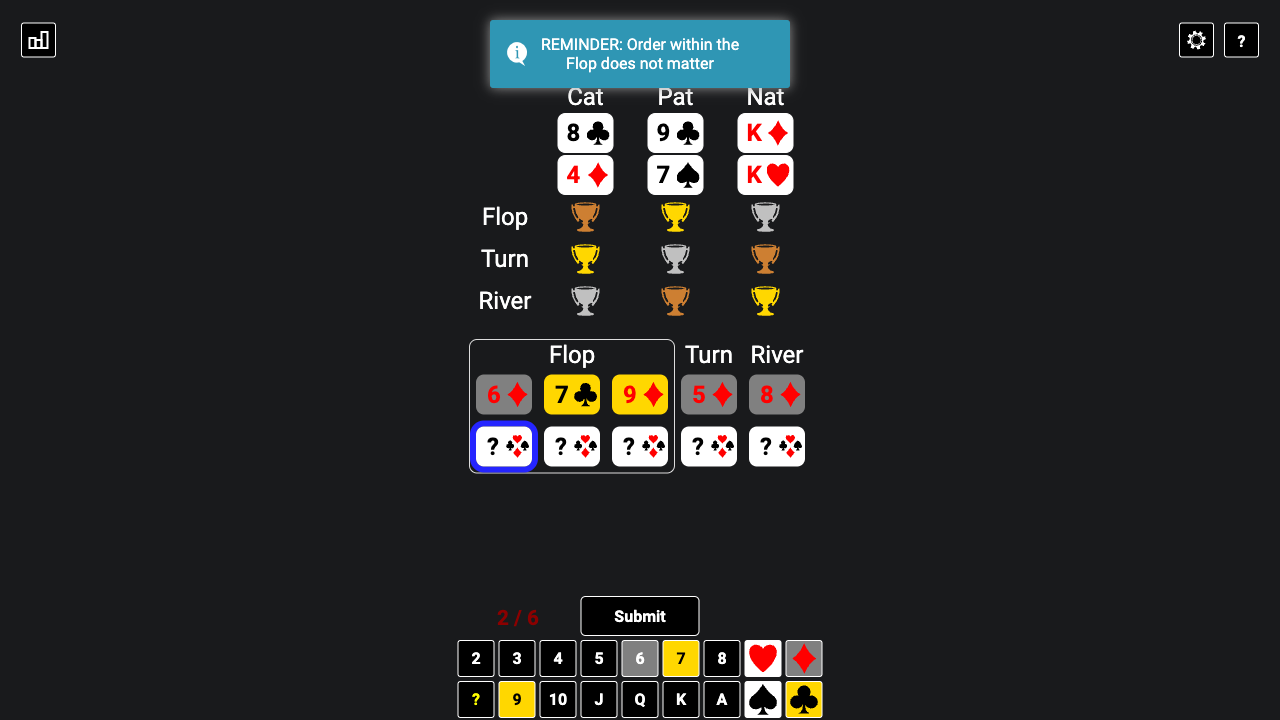 REMINDER: Order within the
Flop does not matter
Cat Pat Nat
8 9 K
4 7 K
Flop
Turn
River
Flop Turn River
6 7 9 5 8
? ? ? ? ?
2 / 6 Submit
2 3 4 5 6 7 8
? 9 10 J Q K A
?